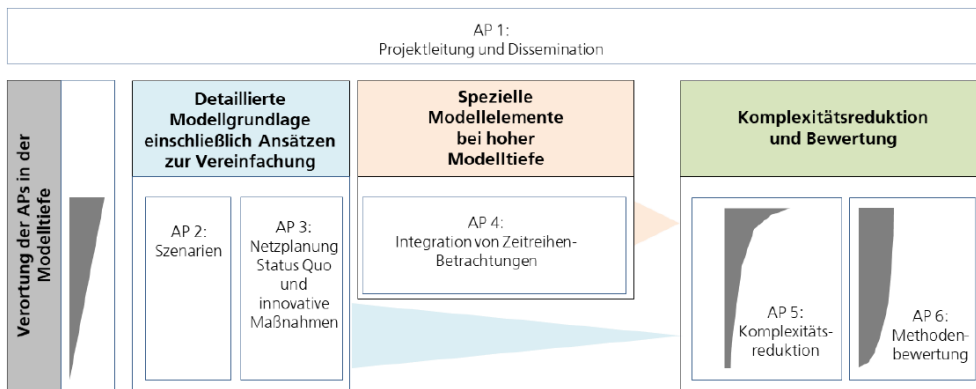 AP 1:
Projektleitung und Dissemination
Verortung der APs in der
Modelltiefe
Detaillierte
Modellgrundlage
einschließlich Ansätzen
zur Vereinfachung
Spezielle
Modellelemente
bei hoher
Modelltiefe
Komplexitätsreduktion
und Bewertung
AP 2:
Szenarien
AP 3:
Netzplanung
Status Quo
und
innovative
Maßnahmen
AP 4:
Integration von Zeitreihen-
Betrachtungen
AP 5:
Komplexitäts-
reduktion
AP 6:
Methoden-
bewertung